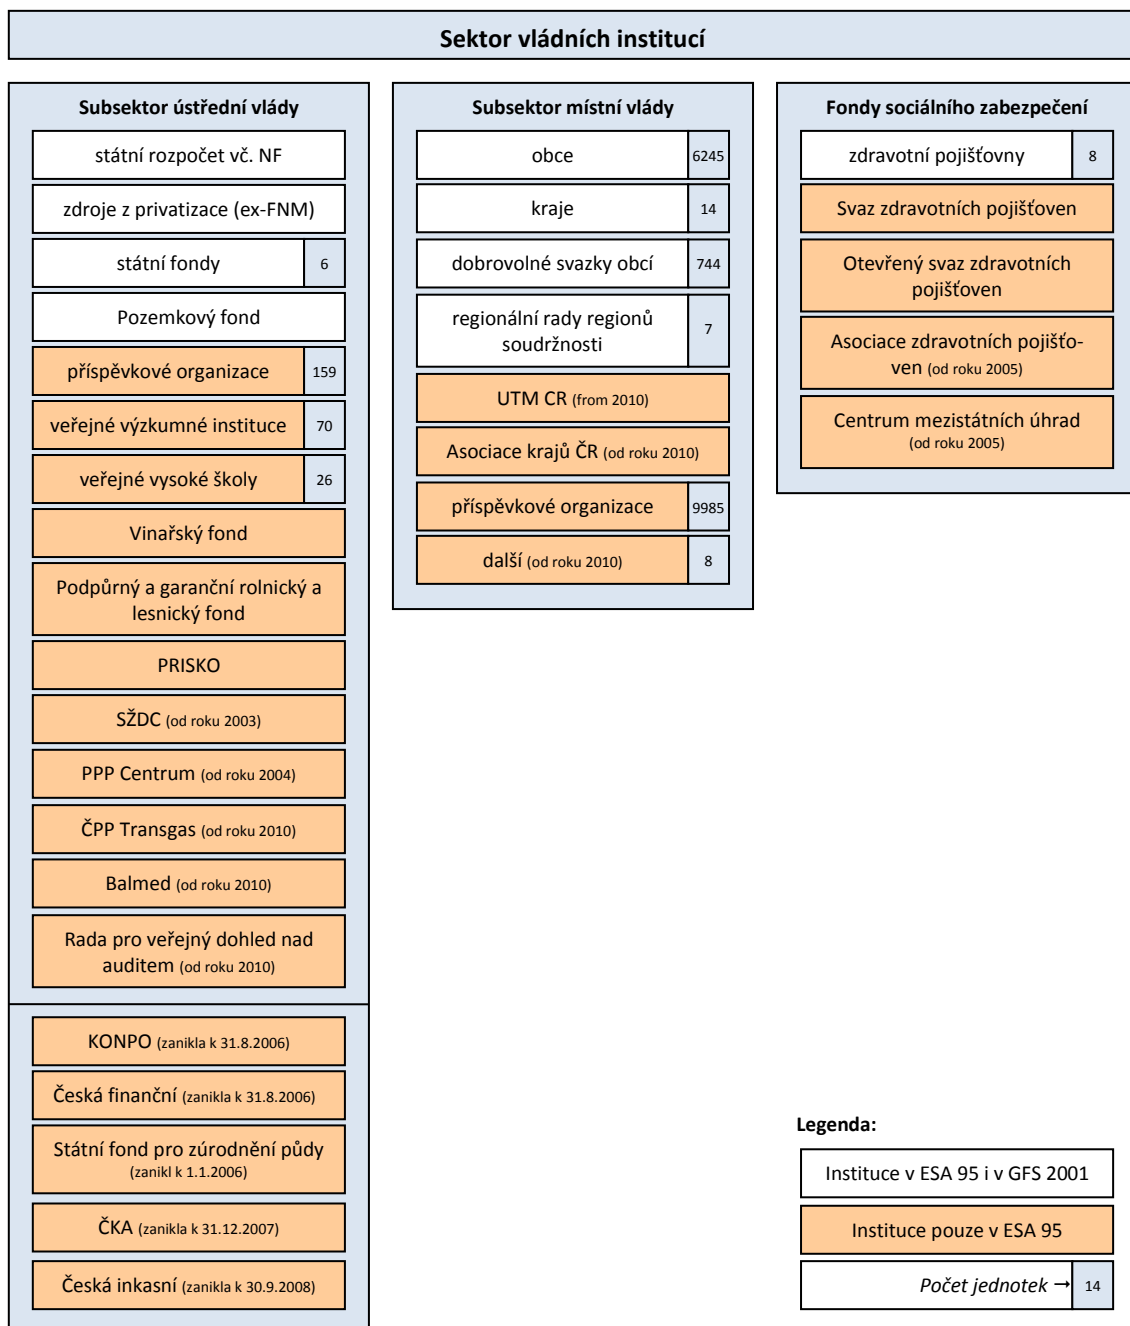 Sektor vládních institucí
Subsektor ústřední vlády
státní rozpočet vč. NF
zdroje z privatizace (ex-FNM)
státní fondy 6
Pozemkový fond
příspěvkové organizace 159
veřejné výzkumné instituce 70
veřejné vysoké školy 26
Vinařský fond
Podpůrný a garanční rolnický a
lesnický fond
PRISKO
SŽDC (od roku 2003)
PPP Centrum (od roku 2004)
ČPP Transgas (od roku 2010)
Balmed (od roku 2010)
Rada pro veřejný dohled nad
auditem (od roku 2010)
KONPO (zanikla k 31.8.2006)
Česká finanční (zanikla k 31.8.2006)
Státní fond pro zúrodnění půdy
(zanikl k 1.1.2006)
ČKA (zanikla k 31.12.2007)
Česká inkasní (zanikla k 30.9.2008)
Subsektor místní vlády
obce 6245
kraje 14
dobrovolné svazky obcí 744
regionální rady regionů
soudržnosti 7
UTM CR (from 2010)
Asociace krajů ČR (od roku 2010)
příspěvkové organizace 9985
další (od roku 2010) 8
Fondy sociálního zabezpečení
zdravotní pojišťovny 8
Svaz zdravotních pojišťoven
Otevřený svaz zdravotních
pojišťoven
Asociace zdravotních pojišťo-
ven (od roku 2005)
Centrum mezistátních úhrad
(od roku 2005)
Legenda:
Instituce v ESA 95 i v GFS 2001
Instituce pouze v ESA 95
Počet jednotek → 14